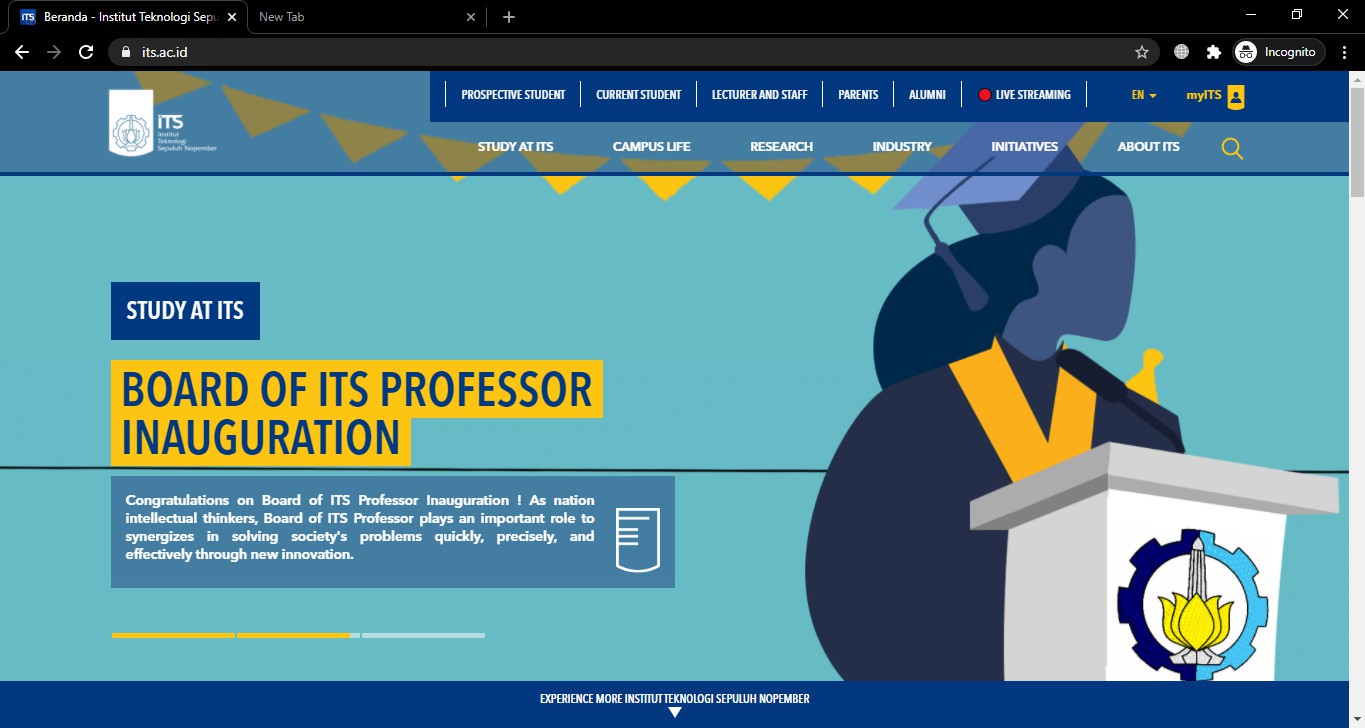 ITS Beranda - Institut Teknologi Sepu
New Tab
its.ac.id
Incognito
PROSPECTIVE STUDENT
CURRENT STUDENT
LECTURER AND STAFF
PARENTS
ALUMNI
LIVE STREAMING
EN
myITS
iTS
Institut
Teknologi
Sepuluh Nopember
STUDY AT ITS
CAMPUS LIFE
RESEARCH
INDUSTRY
INITIATIVES
ABOUT ITS
STUDY AT ITS
BOARD OF ITS PROFESSOR
INAUGURATION
Congratulations on Board of ITS Professor Inauguration ! As nation
intellectual thinkers, Board of ITS Professor plays an important role to
synergizes in solving society's problems quickly, precisely, and
effectively through new innovation.
EXPERIENCE MORE INSTITUT TEKNOLOGI SEPULUH NOPEMBER